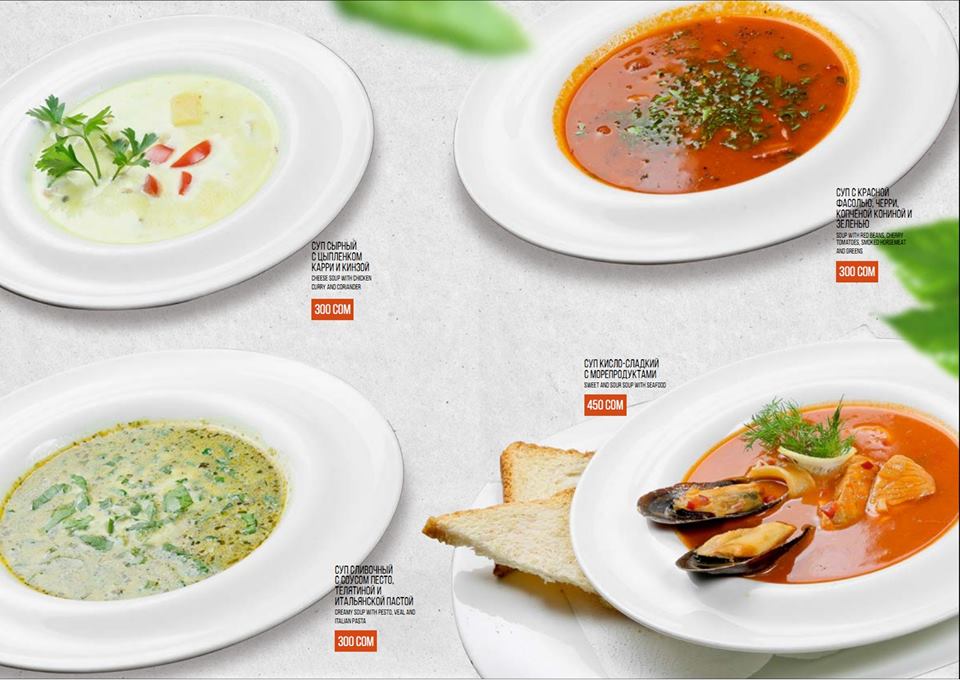 СУП СЫРНЫЙ
С ЦЫПЛЕНКОМ
КАРРИ И КИНЗОЙ
CHEESE SOUP WITH CHICKEN
CURRY AND CORIANDER
300 СОМ
СУП С КРАСНОЙ
ФАСОЛЬЮ, ЧЕРРИ,
КОПЧЕНОЙ КОНИНОЙ И
ЗЕЛЕНЬЮ
SOUP WITH RED BEANS, CHERRY
TOMATOES, SMOKED HORSEMEAT
AND GREENS
300 СОМ
СУП СЛИВОЧНЫЙ
С СОУСОМ ПЕСТО,
ТЕЛЯТИНОЙ И
ИТАЛЬЯНСКОЙ ПАСТОЙ
CREAMY SOUP WITH PESTO, VEAL AND
ITALIAN PASTA
300 СОМ
СУП КИСЛО-СЛАДКИЙ
С МОРЕПРОДУКТАМИ
SWEET AND SOUR SOUP WITH SEAFOOD
450 СОМ